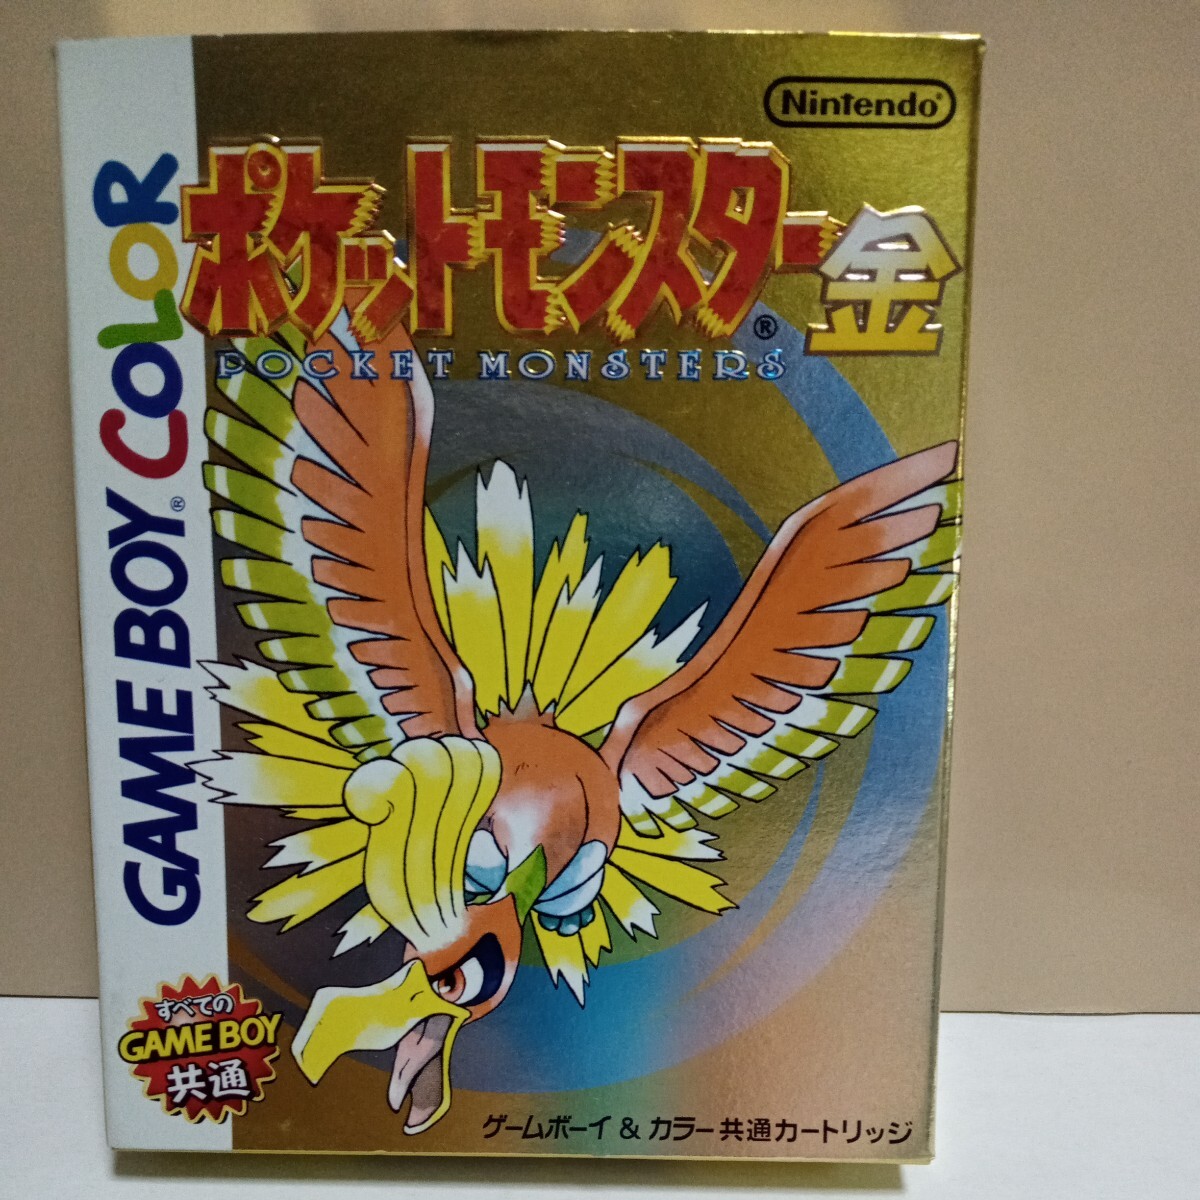 Nintendo®
ポケットモンスター金
®
POCKET MONSTERS
GAME BOY® COLOR
すべての
GAME BOY
共通
ゲームボーイ & カラー共通カートリッジ